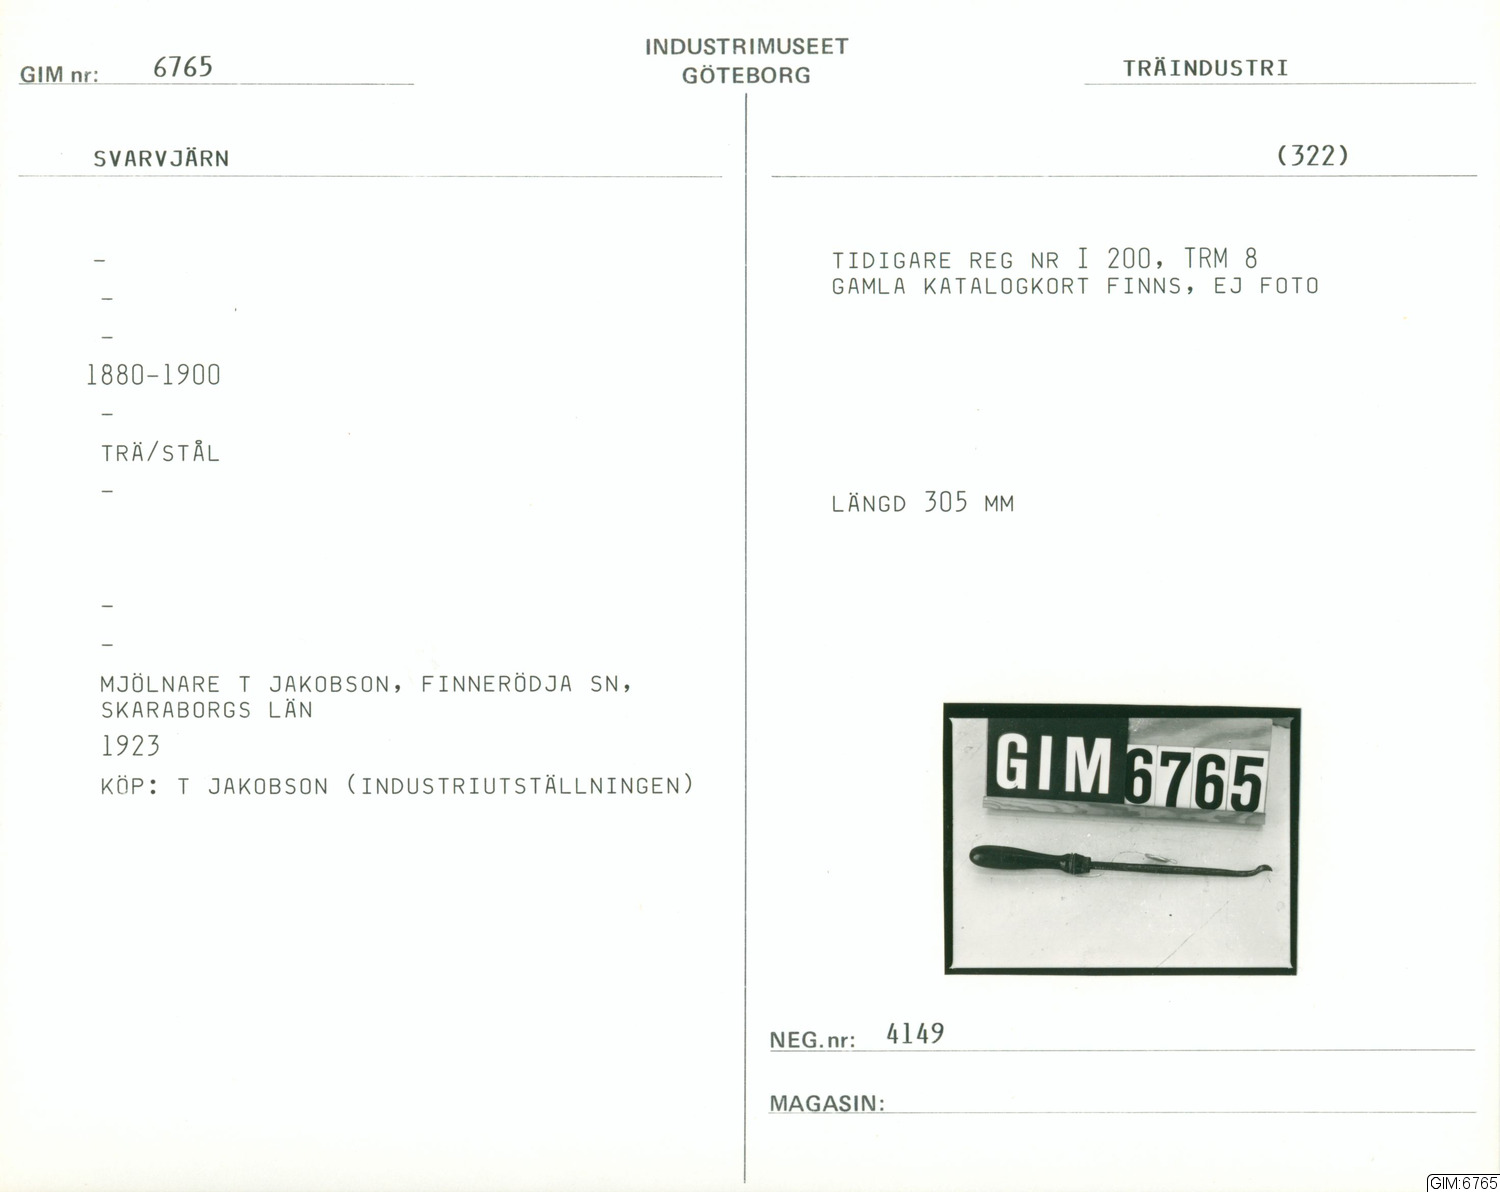 INDUSTRIMUSEET
GÖTEBORG
GIM nr: 6765
TRÄINDUSTRI
SVARVJÄRN
(322)
–
–
–
1880-1900
–
TRÄ/STÅL
–
–
–
MJÖLNARE T JAKOBSON, FINNERÖDJA SN,
SKARABORGS LÄN
1923
KÖP: T JAKOBSON (INDUSTRIUTSTÄLLNINGEN)
TIDIGARE REG NR I 200, TRM 8
GAMLA KATALOGKORT FINNS, EJ FOTO
LÄNGD 305 MM
GIM 6765
NEG.nr: 4149
MAGASIN:
GIM:6765